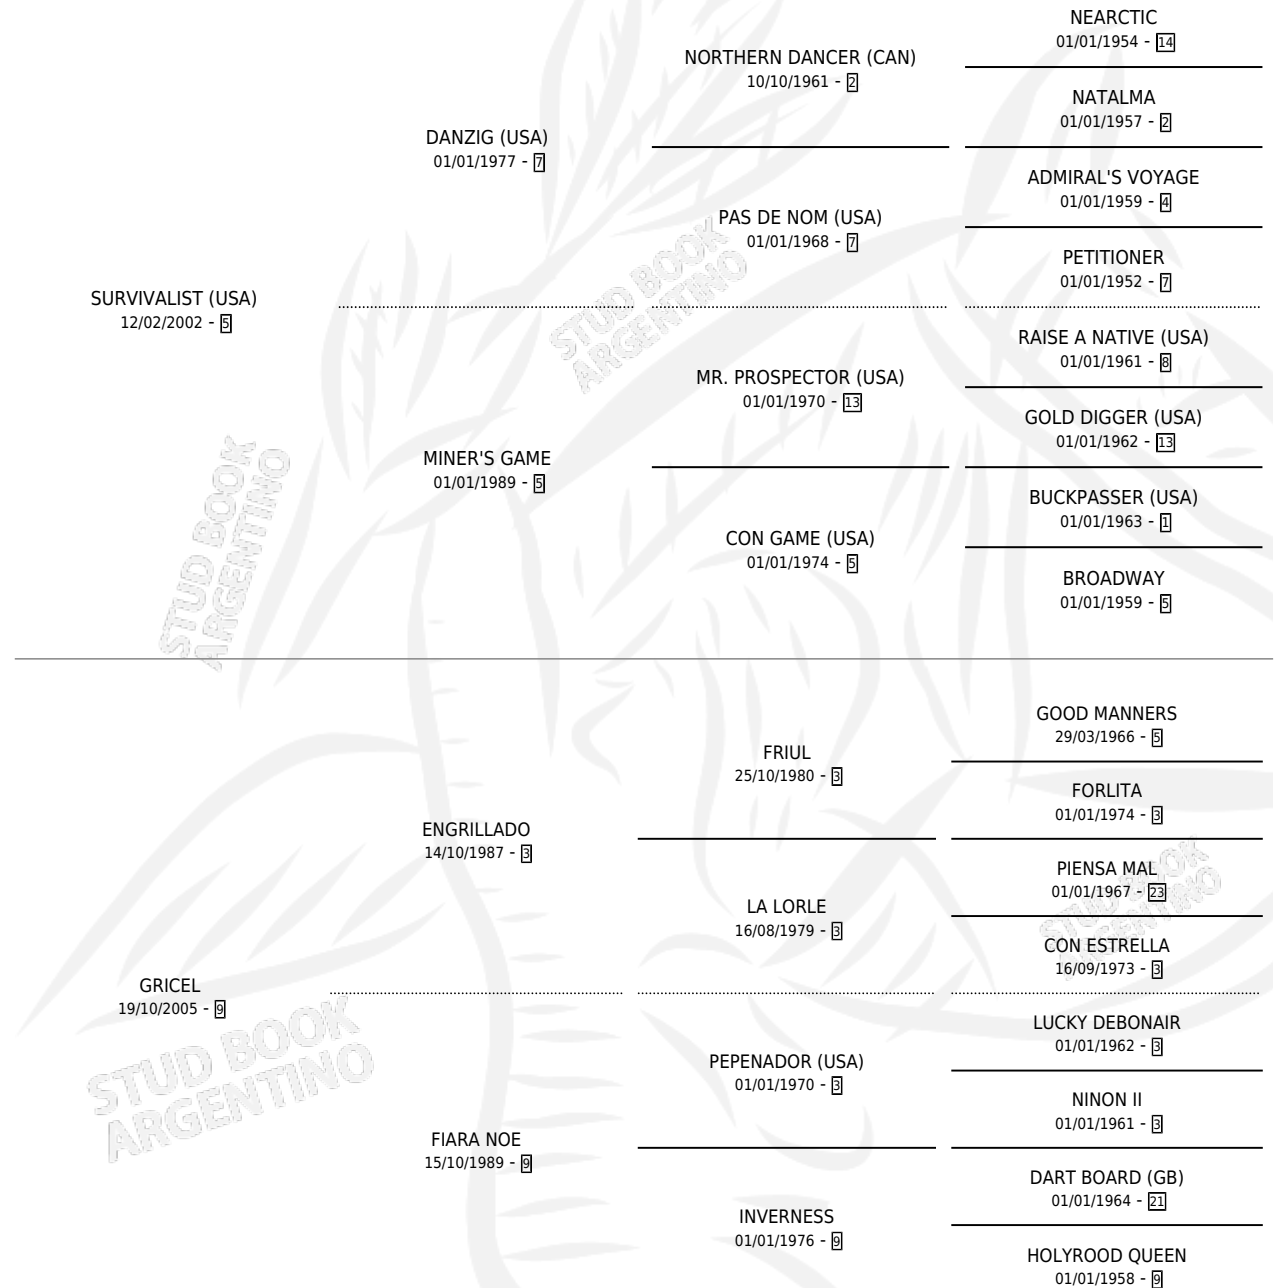 NEARCTIC
01/01/1954 - 14
NORTHERN DANCER (CAN)
10/10/1961 - 2
NATALMA
01/01/1957 - 2
DANZIG (USA)
01/01/1977 - 7
ADMIRAL'S VOYAGE
01/01/1959 - 4
PAS DE NOM (USA)
01/01/1968 - 7
PETITIONER
01/01/1952 - 7
SURVIVALIST (USA)
12/02/2002 - 5
STUD BOOK
ARGENTINO
RAISE A NATIVE (USA)
01/01/1961 - 8
MR. PROSPECTOR (USA)
01/01/1970 - 13
GOLD DIGGER (USA)
01/01/1962 - 13
MINER'S GAME
01/01/1989 - 5
BUCKPASSER (USA)
01/01/1963 - 1
CON GAME (USA)
01/01/1974 - 5
BROADWAY
01/01/1959 - 5
STUD BOOK
ARGENTINO
GOOD MANNERS
29/03/1966 - 5
FRIUL
25/10/1980 - 3
FORLITA
01/01/1974 - 3
ENGRILLADO
14/10/1987 - 3
PIENSA MAL
01/01/1967 - 23
LA LORLE
16/08/1979 - 3
STUD BOOK
ARGENTINO
CON ESTRELLA
16/09/1973 - 3
GRICEL
19/10/2005 - 9
STUD BOOK
ARGENTINO
LUCKY DEBONAIR
01/01/1962 - 3
PEPENADOR (USA)
01/01/1970 - 3
NINON II
01/01/1961 - 3
FIARA NOE
15/10/1989 - 9
DART BOARD (GB)
01/01/1964 - 21
INVERNESS
01/01/1976 - 9
HOLYROOD QUEEN
01/01/1958 - 9